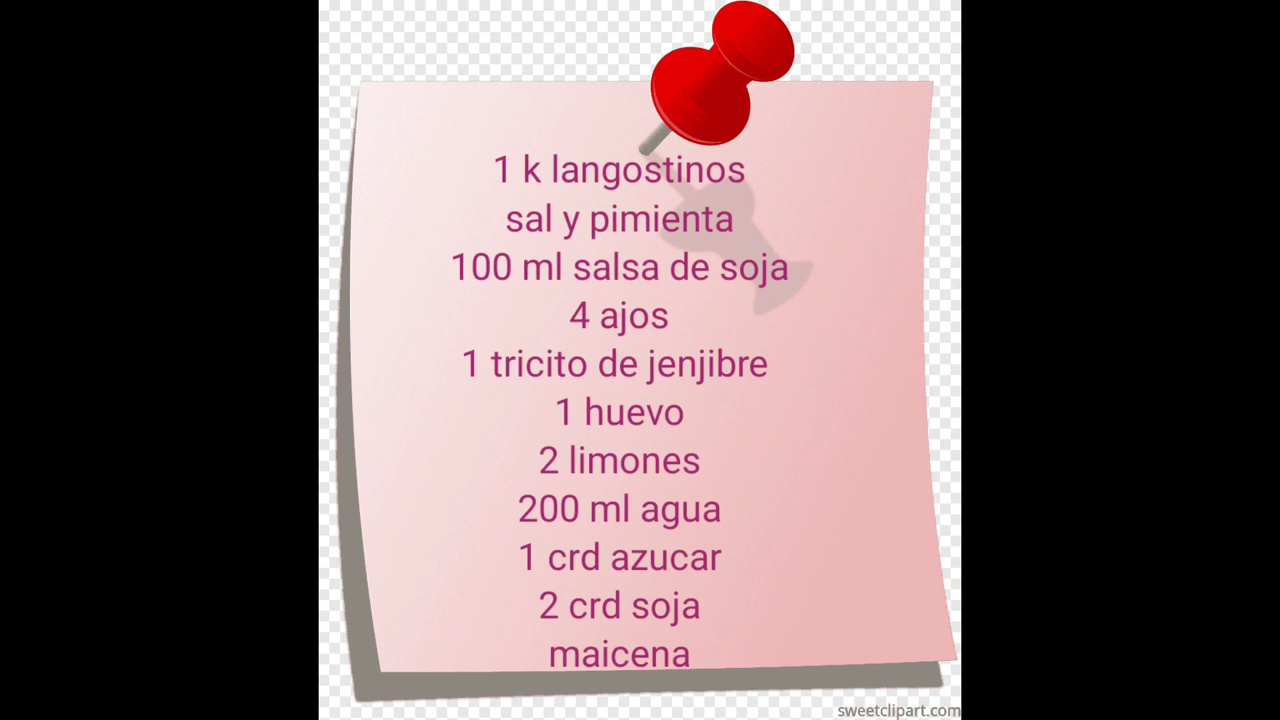 1 k langostinos
sal y pimienta
100 ml salsa de soja
4 ajos
1 tricito de jenjibre
1 huevo
2 limones
200 ml agua
1 crd azucar
2 crd soja
maicena
sweetclipart.com